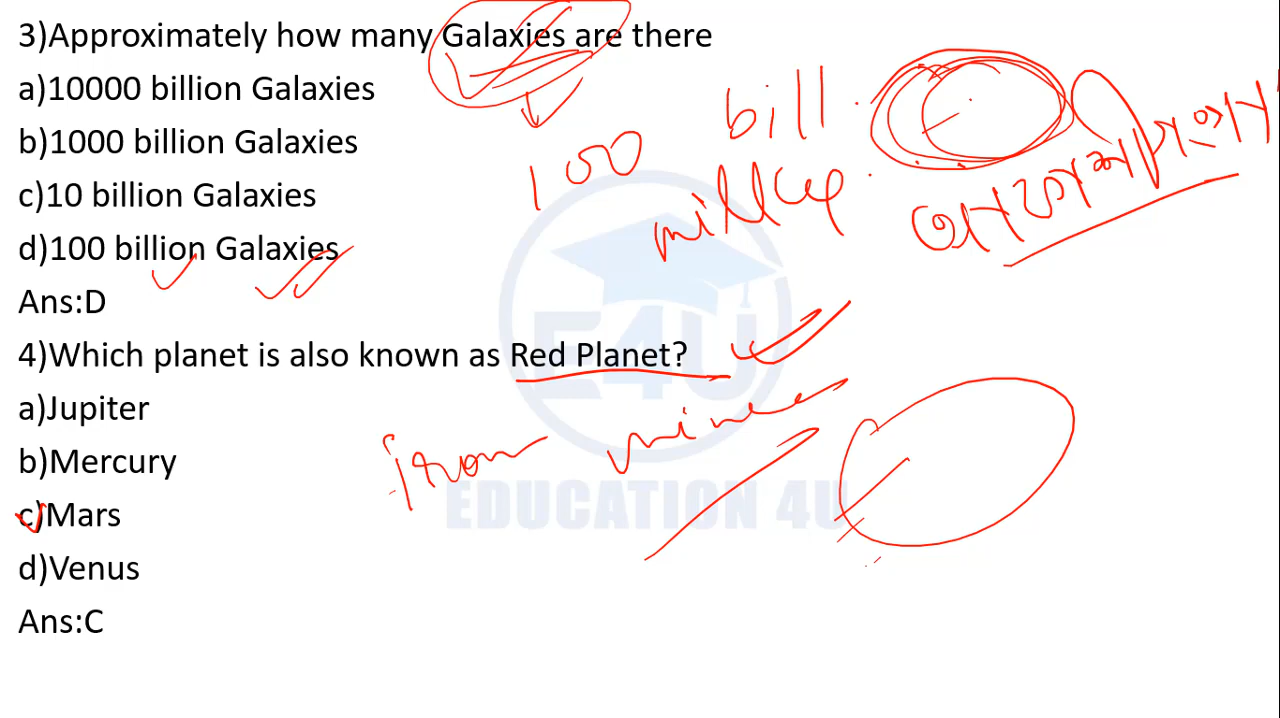 3)Approximately how many Galaxies are there
a)10000 billion Galaxies
bill
b)1000 billion Galaxies
100
c)10 billion Galaxies
d)100 billion Galaxies
Ans:D
E4U
4)Which planet is also known as Red Planet?
a)Jupiter
b)Mercury
iron
EDUCATION 4U
c)Mars
d)Venus
Ans:C